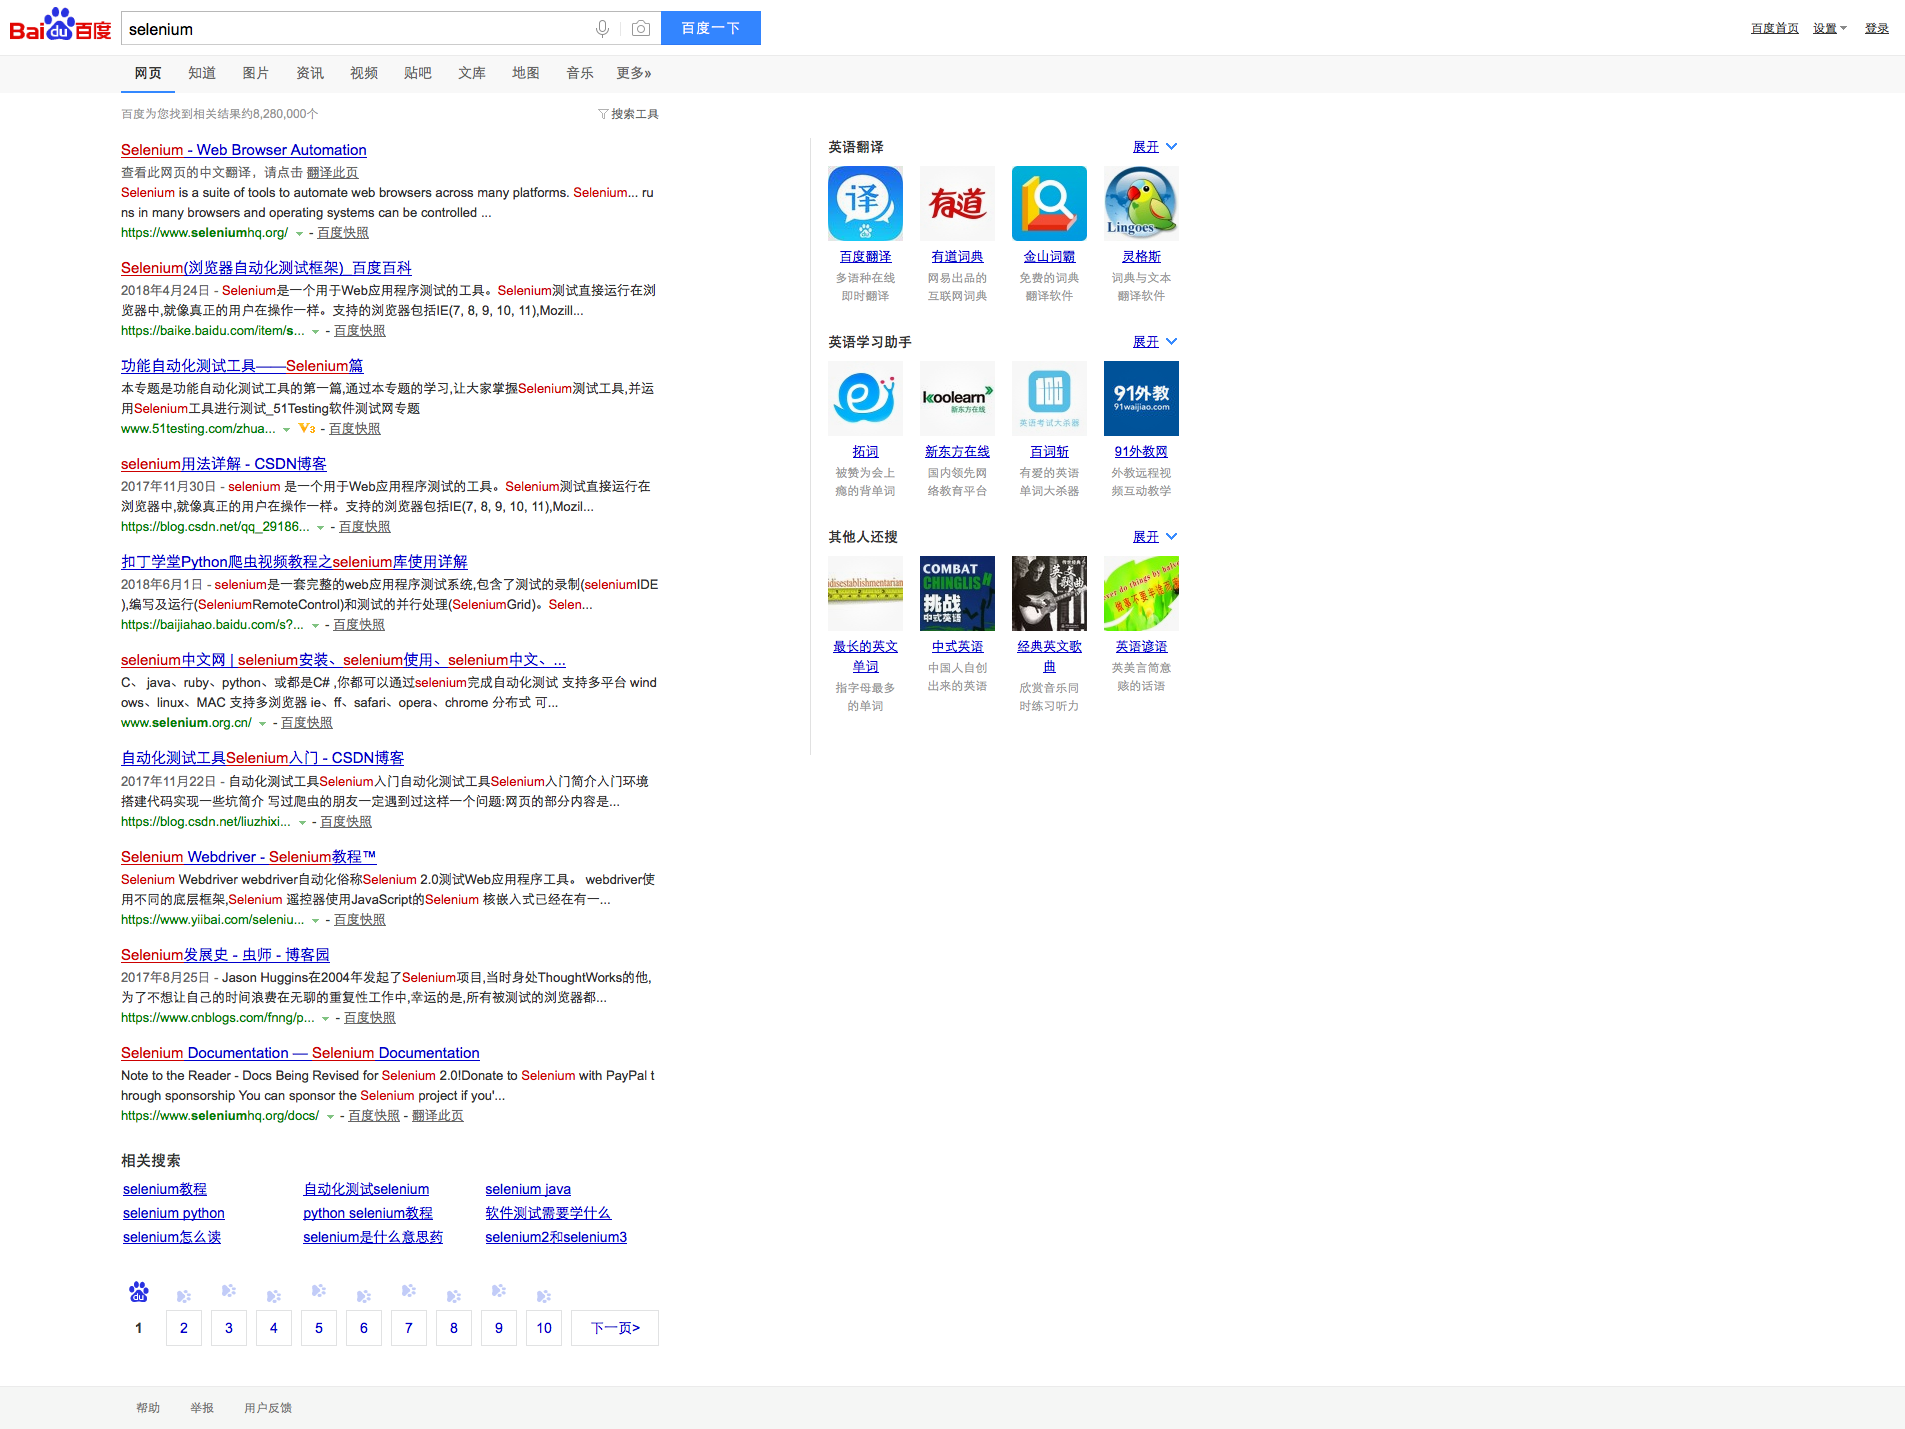 Bai du 百度
selenium
百度一下
百度首页 设置 登录
网页 知道 图片 资讯 视频 贴吧 文库 地图 音乐 更多»
百度为您找到相关结果约8,280,000个
搜索工具
Selenium - Web Browser Automation
查看此网页的中文翻译，请点击 翻译此页
Selenium is a suite of tools to automate web browsers across many platforms. Selenium... ru
ns in many browsers and operating systems can be controlled ...
https://www.seleniumhq.org/ - 百度快照
Selenium(浏览器自动化测试框架)_百度百科
2018年4月24日 - Selenium是一个用于Web应用程序测试的工具。Selenium测试直接运行在浏
览器中,就像真正的用户在操作一样。支持的浏览器包括IE(7, 8, 9, 10, 11),Mozill...
https://baike.baidu.com/item/s... - 百度快照
功能自动化测试工具——Selenium篇
本专题是功能自动化测试工具的第一篇,通过本专题的学习,让大家掌握Selenium测试工具,并运
用Selenium工具进行测试_51Testing软件测试网专题
www.51testing.com/zhua... V3 - 百度快照
selenium用法详解 - CSDN博客
2017年11月30日 - selenium 是一个用于Web应用程序测试的工具。Selenium测试直接运行在
浏览器中,就像真正的用户在操作一样。支持的浏览器包括IE(7, 8, 9, 10, 11),Mozil...
https://blog.csdn.net/qq_29186... - 百度快照
扣丁学堂Python爬虫视频教程之selenium库使用详解
2018年6月1日 - selenium是一套完整的web应用程序测试系统,包含了测试的录制(seleniumIDE
),编写及运行(SeleniumRemoteControl)和测试的并行处理(SeleniumGrid)。Selen...
https://baijiahao.baidu.com/s?... - 百度快照
selenium中文网 | selenium安装、selenium使用、selenium中文、...
C、 java、ruby、python、或都是C# ,你都可以通过selenium完成自动化测试 支持多平台 wind
ows、linux、MAC 支持多浏览器 ie、ff、safari、opera、chrome 分布式 可...
www.selenium.org.cn/ - 百度快照
自动化测试工具Selenium入门 - CSDN博客
2017年11月22日 - 自动化测试工具Selenium入门自动化测试工具Selenium入门简介入门环境
搭建代码实现一些坑简介 写过爬虫的朋友一定遇到过这样一个问题:网页的部分内容是...
https://blog.csdn.net/liuzhixi... - 百度快照
Selenium Webdriver - Selenium教程™
Selenium Webdriver webdriver自动化俗称Selenium 2.0测试Web应用程序工具。 webdriver使
用不同的底层框架,Selenium 遥控器使用JavaScript的Selenium 核嵌入式已经在有一...
https://www.yiibai.com/seleniu... - 百度快照
Selenium发展史 - 虫师 - 博客园
2017年8月25日 - Jason Huggins在2004年发起了Selenium项目,当时身处ThoughtWorks的他,
为了不想让自己的时间浪费在无聊的重复性工作中,幸运的是,所有被测试的浏览器都...
https://www.cnblogs.com/fnng/p... - 百度快照
Selenium Documentation — Selenium Documentation
Note to the Reader - Docs Being Revised for Selenium 2.0!Donate to Selenium with PayPal t
hrough sponsorship You can sponsor the Selenium project if you'...
https://www.seleniumhq.org/docs/ - 百度快照 - 翻译此页
相关搜索
selenium教程 自动化测试selenium selenium java
selenium python python selenium教程 软件测试需要学什么
selenium怎么读 selenium是什么意思药 selenium2和selenium3
du
1 2 3 4 5 6 7 8 9 10 下一页>
英语翻译 展开
译 有道 Lingoes
百度翻译 有道词典 金山词霸 灵格斯
多语种在线 网易出品的 免费的词典 词典与文本
即时翻译 互联网词典 翻译软件 翻译软件
英语学习助手 展开
koolearn 新东方在线
英语考试大杀器
91外教
91waijiao.com
拓词 新东方在线 百词斩 91外教网
被赞为会上 国内领先网 有爱的英语 外教远程视
瘾的背单词 络教育平台 单词大杀器 频互动教学
其他人还搜 展开
idisestablishmentarian
COMBAT
CHINGLISH
挑战
中式英语
英文歌曲
ver do things by halve
做事不要半途而废
最长的英文 中式英语 经典英文歌 英语谚语
单词 中国人自创 曲 英美言简意
指字母最多 出来的英语 欣赏音乐同 赅的话语
的单词 时练习听力
帮助 举报 用户反馈